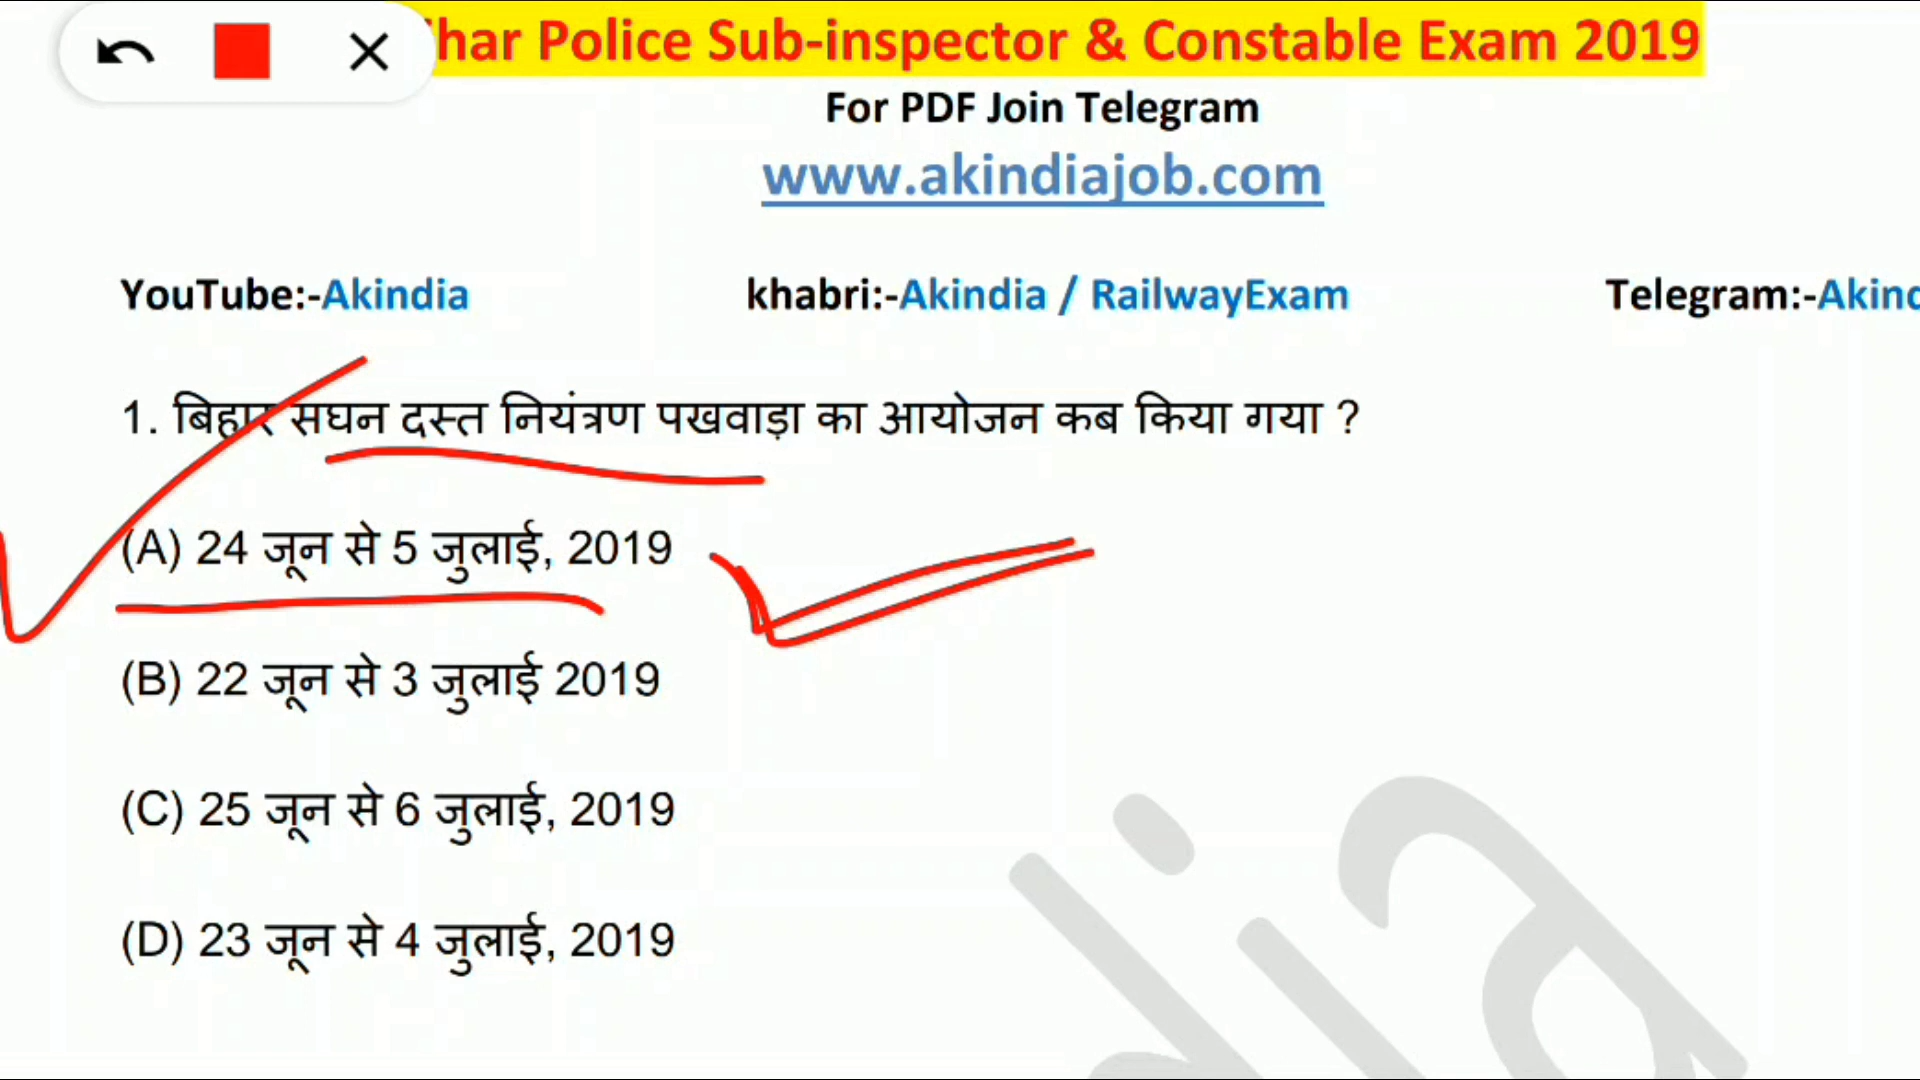 Police Sub-inspector & Constable Exam 2019
For PDF Join Telegram
www.akindiajob.com
YouTube:-Akindia khabri:-Akindia / RailwayExam Telegram:-
1. बिहार सघन दस्त नियंत्रण पखवाड़ा का आयोजन कब किया गया ?
(A) 24 जून से 5 जुलाई, 2019
(B) 22 जून से 3 जुलाई 2019
(C) 25 जून से 6 जुलाई, 2019
(D) 23 जून से 4 जुलाई, 2019